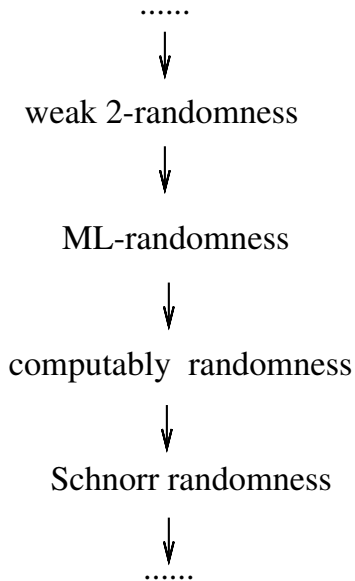 ......
weak 2-randomness
ML-randomness
computably randomness
Schnorr randomness
......